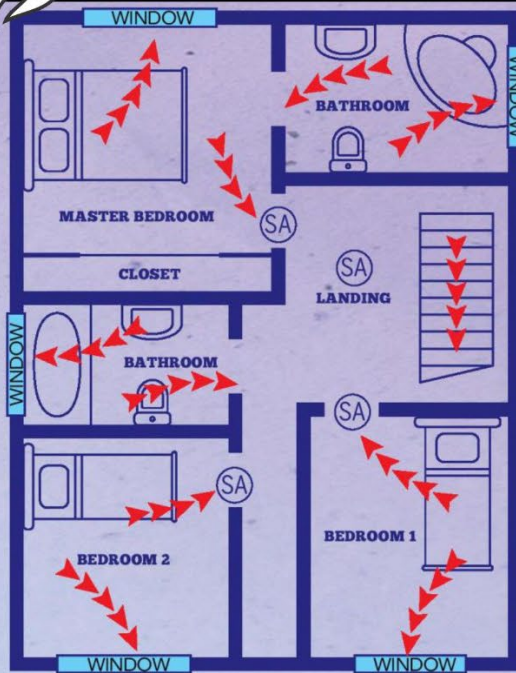 WINDOW
BATHROOM
WINDOW
MASTER BEDROOM
SA
SA
CLOSET
LANDING
WINDOW
BATHROOM
SA
SA
BEDROOM 1
BEDROOM 2
WINDOW
WINDOW